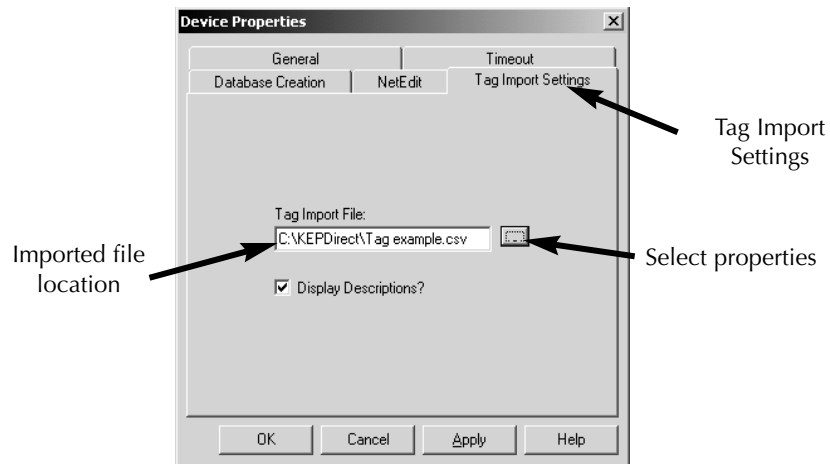 Device Properties
General
Timeout
Database Creation
NetEdit
Tag Import Settings
Tag Import
Settings
Tag Import File:
C:\KEPDirect\Tag example.csv
...
Imported file
location
Select properties
Display Descriptions?
OK
Cancel
Apply
Help